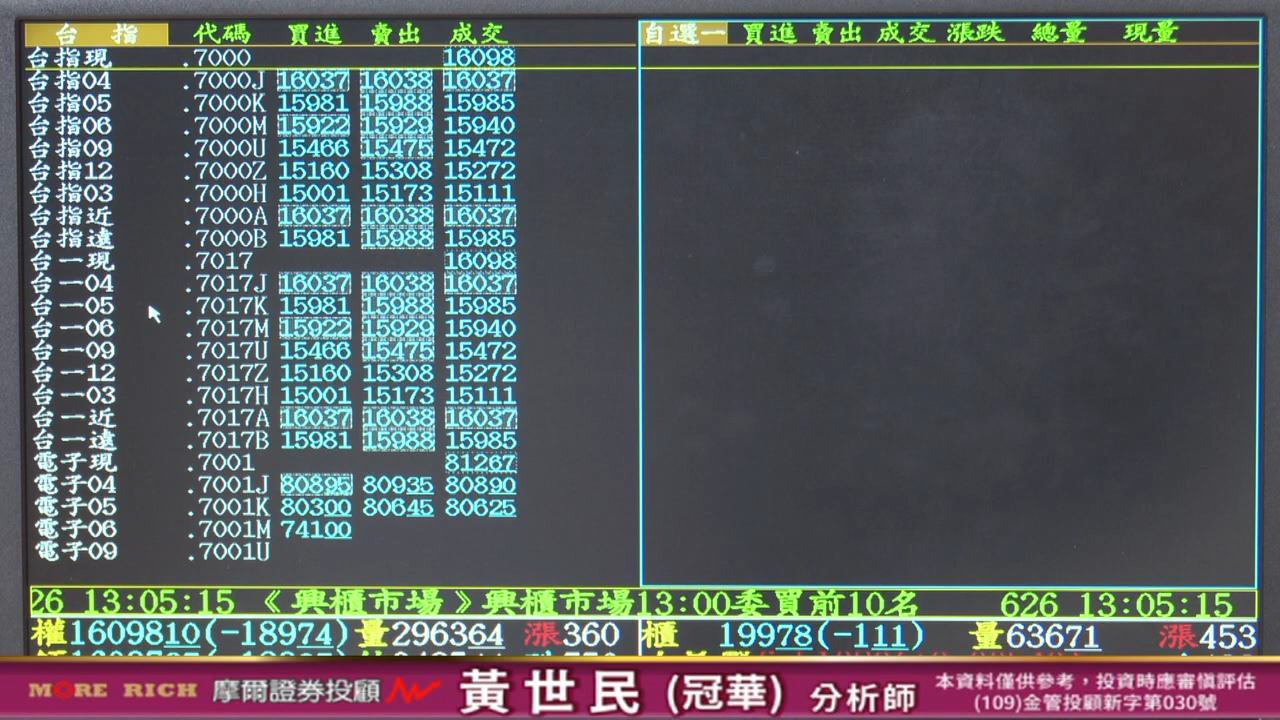 台 指 代碼 買進 賣出 成交
台指現 .7000 16098
台指04 .7000J 16037 16038 16037
台指05 .7000K 15981 15988 15985
台指06 .7000M 15922 15929 15940
台指09 .7000U 15466 15475 15472
台指12 .7000Z 15160 15308 15272
台指03 .7000H 15001 15173 15111
台指近 .7000A 16037 16038 16037
台指遠 .7000B 15981 15988 15985
台一現 .7017 16098
台一04 .7017J 16037 16038 16037
台一05 .7017K 15981 15988 15985
台一06 .7017M 15922 15929 15940
台一09 .7017U 15466 15475 15472
台一12 .7017Z 15160 15308 15272
台一03 .7017H 15001 15173 15111
台一近 .7017A 16037 16038 16037
台一遠 .7017B 15981 15988 15985
電子現 .7001 81267
電子04 .7001J 80895 80935 80890
電子05 .7001K 80300 80645 80625
電子06 .7001M 74100
電子09 .7001U
自選一 買進 賣出 成交 漲跌 總量 現量
26 13:05:15 《興櫃市場》興櫃市場13:00委買前10名 626 13:05:15
權1609810(-18974)量296364 漲360 櫃 19978(-111) 量63671 漲453
MORE RICH 摩爾證券投顧 黃世民 (冠華) 分析師
本資料僅供參考，投資時應審慎評估
(109)金管投顧新字第030號